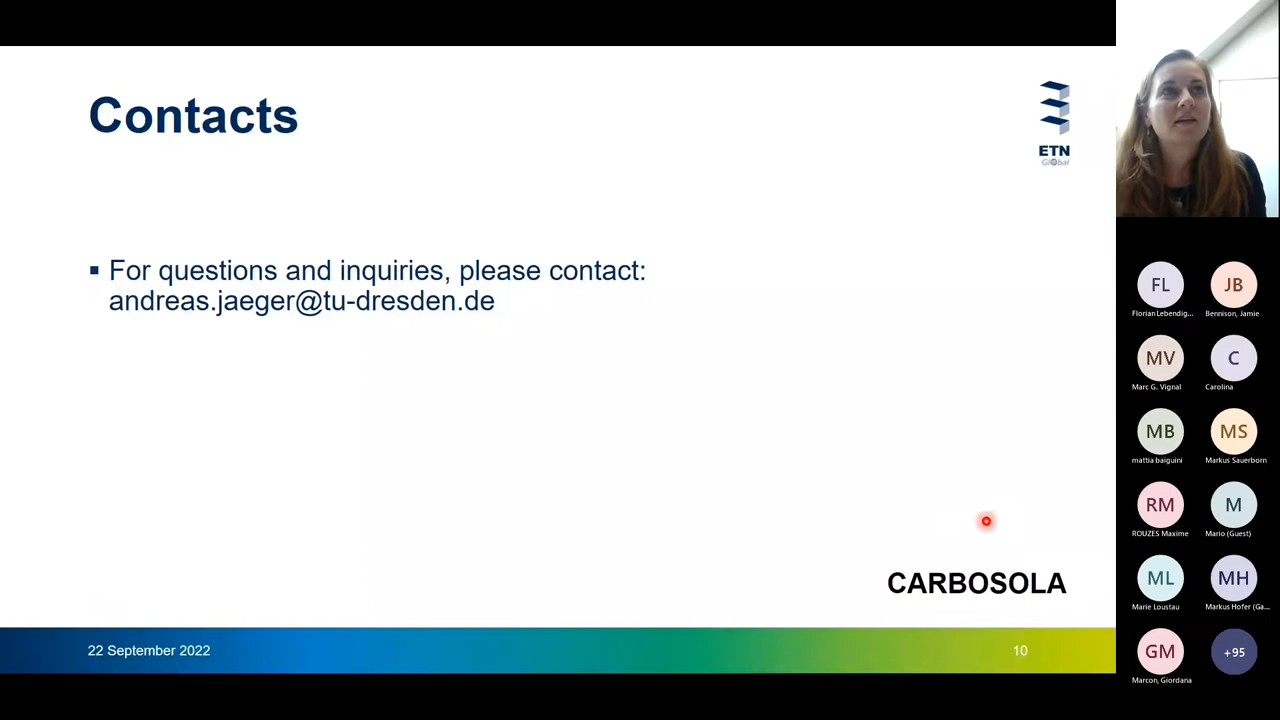 Contacts
ETN
Global
▪ For questions and inquiries, please contact:
andreas.jaeger@tu-dresden.de
CARBOSOLA
22 September 2022
10
FL
JB
Florian Lebendig...
Bennison, Jamie
MV
C
Marc G. Vignal
Carolina
MB
MS
mattia baiguini
Markus Sauerborn
RM
M
ROUZES Maxime
Mario (Guest)
ML
MH
Marie Loustau
Markus Hofer (Ga...
GM
+95
Marcon, Giordana